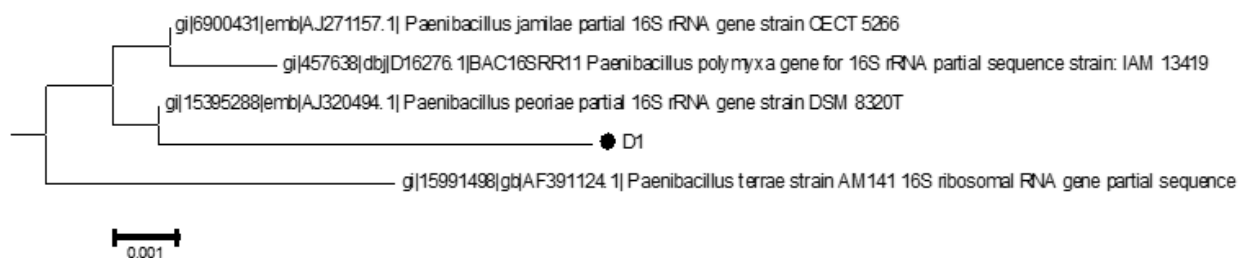 gi|6900431|emb|AJ271157.1| Paenibacillus jamilae partial 16S rRNA gene strain CECT 5266
gi|457638|dbj|D16276.1|BAC16SRR11 Paenibacillus polymyxa gene for 16S rRNA partial sequence strain: IAM 13419
gi|15395288|emb|AJ320494.1| Paenibacillus peoriae partial 16S rRNA gene strain DSM 8320T
D1
gi|15991498|gb|AF391124.1| Paenibacillus terrae strain AM141 16S ribosomal RNA gene partial sequence
0.001